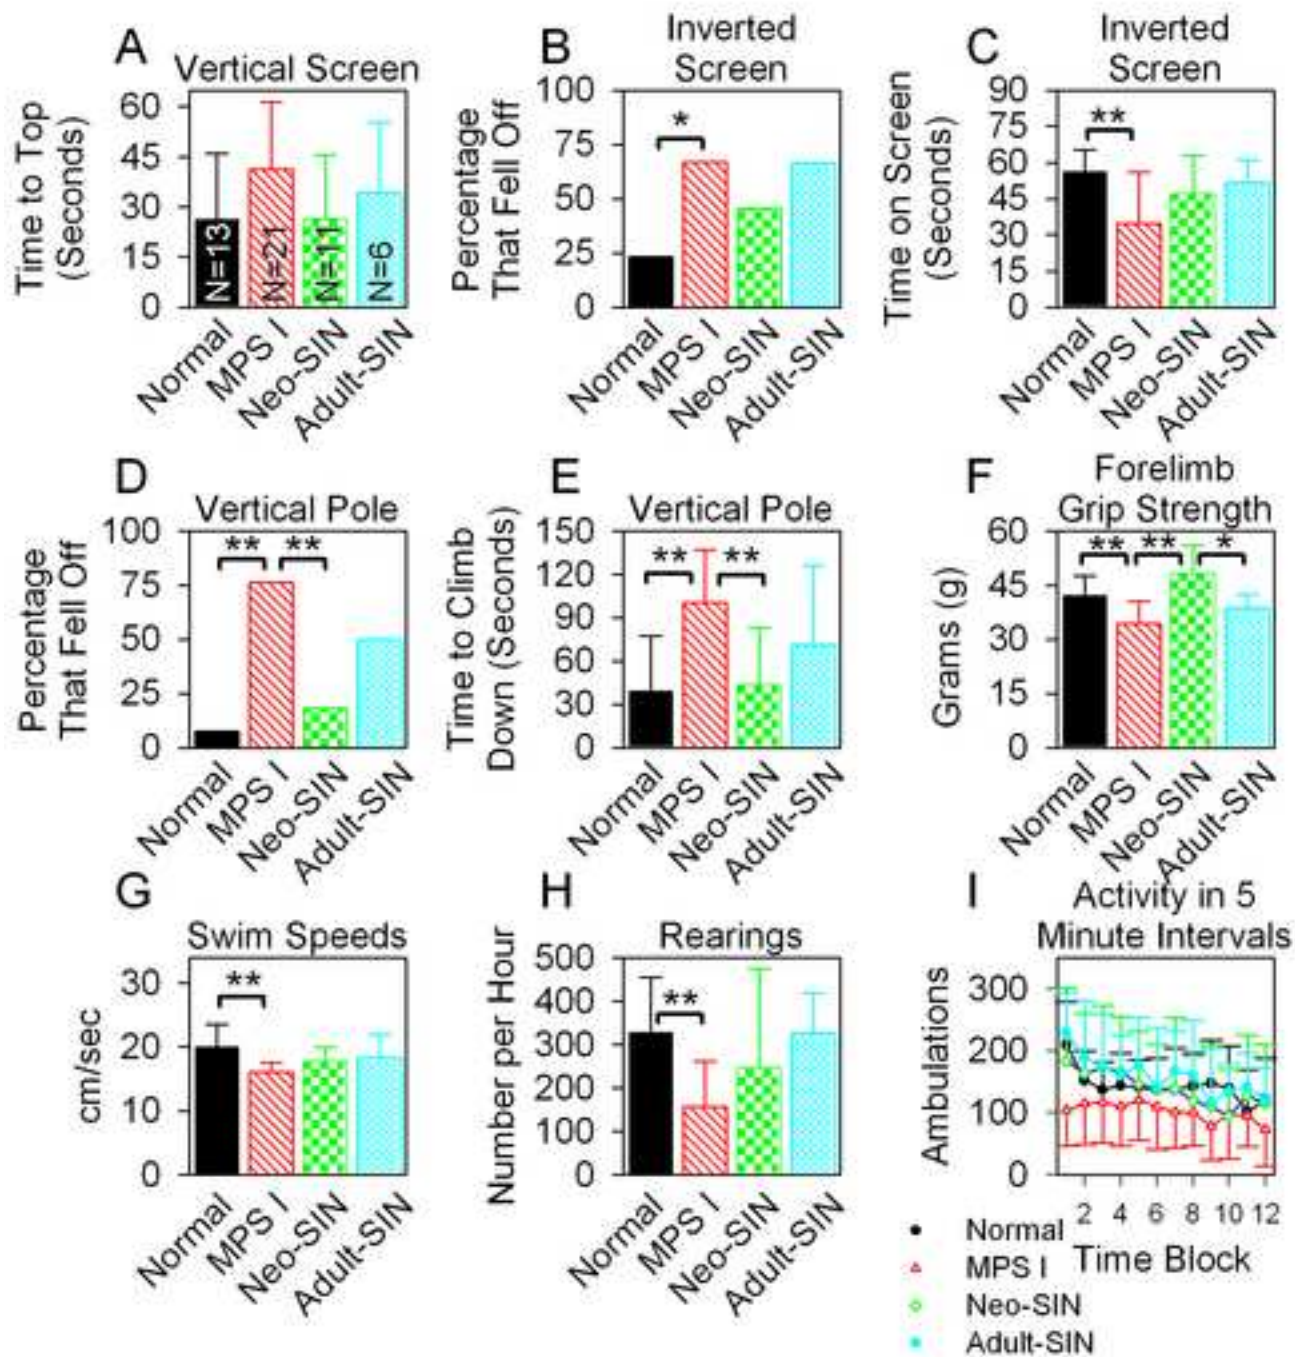 A
Vertical Screen
Time to Top
(Seconds)
60
45
30
15
0
N=13
N=21
N=11
N=6
Normal
MPS I
Neo-SIN
Adult-SIN
B
Inverted
Screen
Percentage
That Fell Off
100
75
50
25
0
*
Normal
MPS I
Neo-SIN
Adult-SIN
C
Inverted
Screen
Time on Screen
(Seconds)
90
75
60
45
30
15
0
**
Normal
MPS I
Neo-SIN
Adult-SIN
D
Vertical Pole
Percentage
That Fell Off
100
75
50
25
0
** **
Normal
MPS I
Neo-SIN
Adult-SIN
E
Vertical Pole
Time to Climb
Down (Seconds)
150
120
90
60
30
0
** **
Normal
MPS I
Neo-SIN
Adult-SIN
F
Forelimb
Grip Strength
Grams (g)
60
45
30
15
0
** ** *
Normal
MPS I
Neo-SIN
Adult-SIN
G
Swim Speeds
cm/sec
30
20
10
0
**
Normal
MPS I
Neo-SIN
Adult-SIN
H
Rearings
Number per Hour
500
400
300
200
100
0
**
Normal
MPS I
Neo-SIN
Adult-SIN
I
Activity in 5
Minute Intervals
Ambulations
300
200
100
0
2 4 6 8 10 12
Time Block
Normal
MPS I
Neo-SIN
Adult-SIN